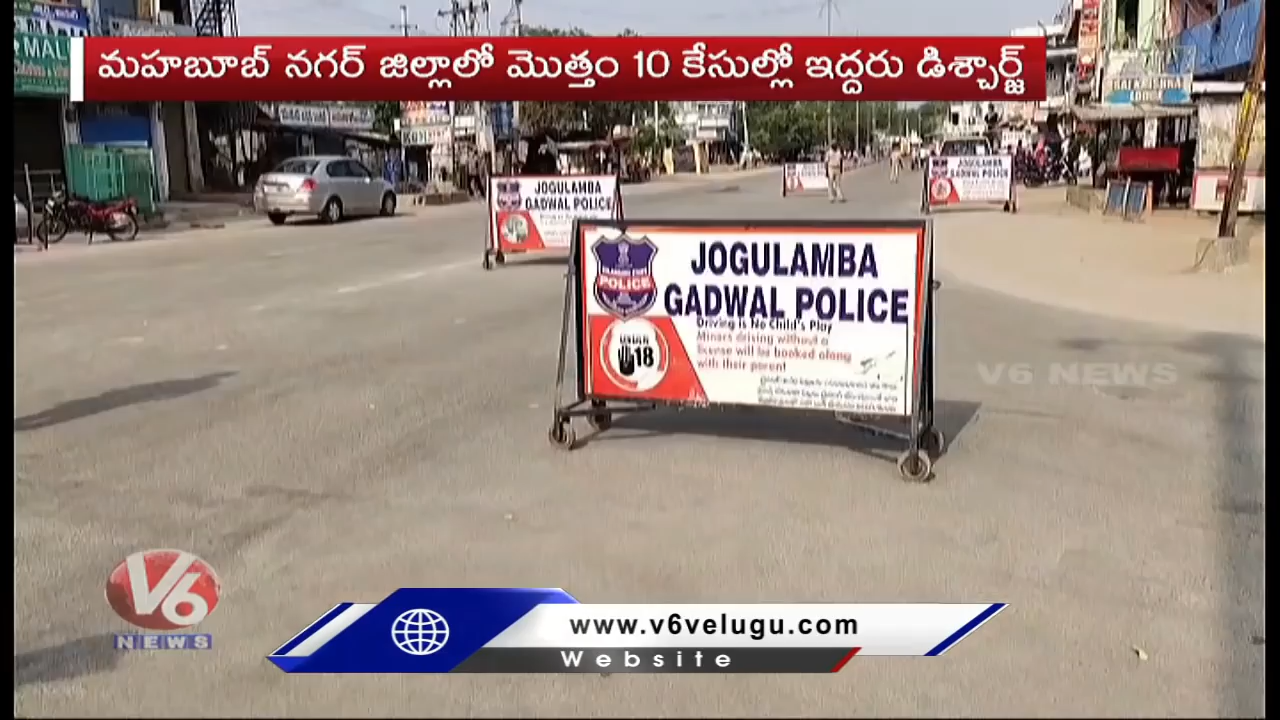 మహబూబ్ నగర్ జిల్లాలో మొత్తం 10 కేసుల్లో ఇద్దరు డిశ్చార్జ్
JOGULAMBA
GADWAL POLICE
JOGULAMBA
GADWAL POLICE
JOGULAMBA
GADWAL POLICE
POLICE
Driving is No Child's Play
Minors driving without a
license will be booked along
with their parent
UNDER
18
V6 NEWS
V6
NEWS
www.v6velugu.com
Website